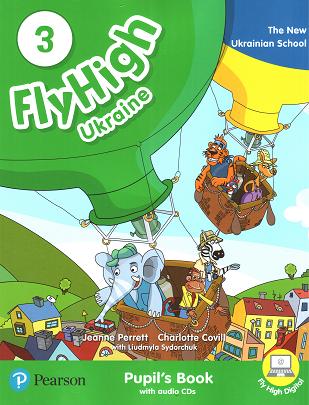 3
The New
Ukrainian School
FlyHigh
Ukraine
Jeanne Perrett Charlotte Covill
with Liudmyla Sydorchuk
Pearson
Pupil's Book
with audio CDs
Fly High Digital